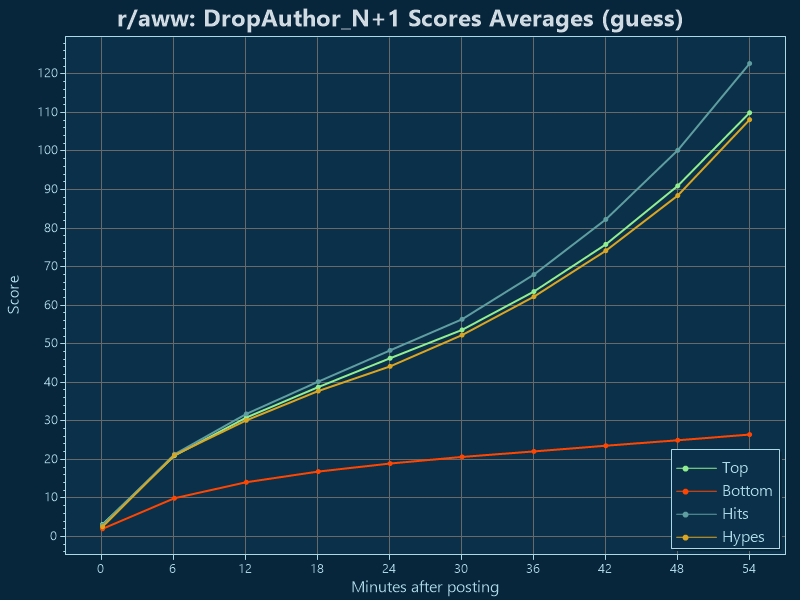 r/aww: DropAuthor_N+1 Scores Averages (guess)
120
110
100
90
80
70
60
50
40
30
20
10
0
Score
Top
Bottom
Hits
Hypes
0 6 12 18 24 30 36 42 48 54
Minutes after posting